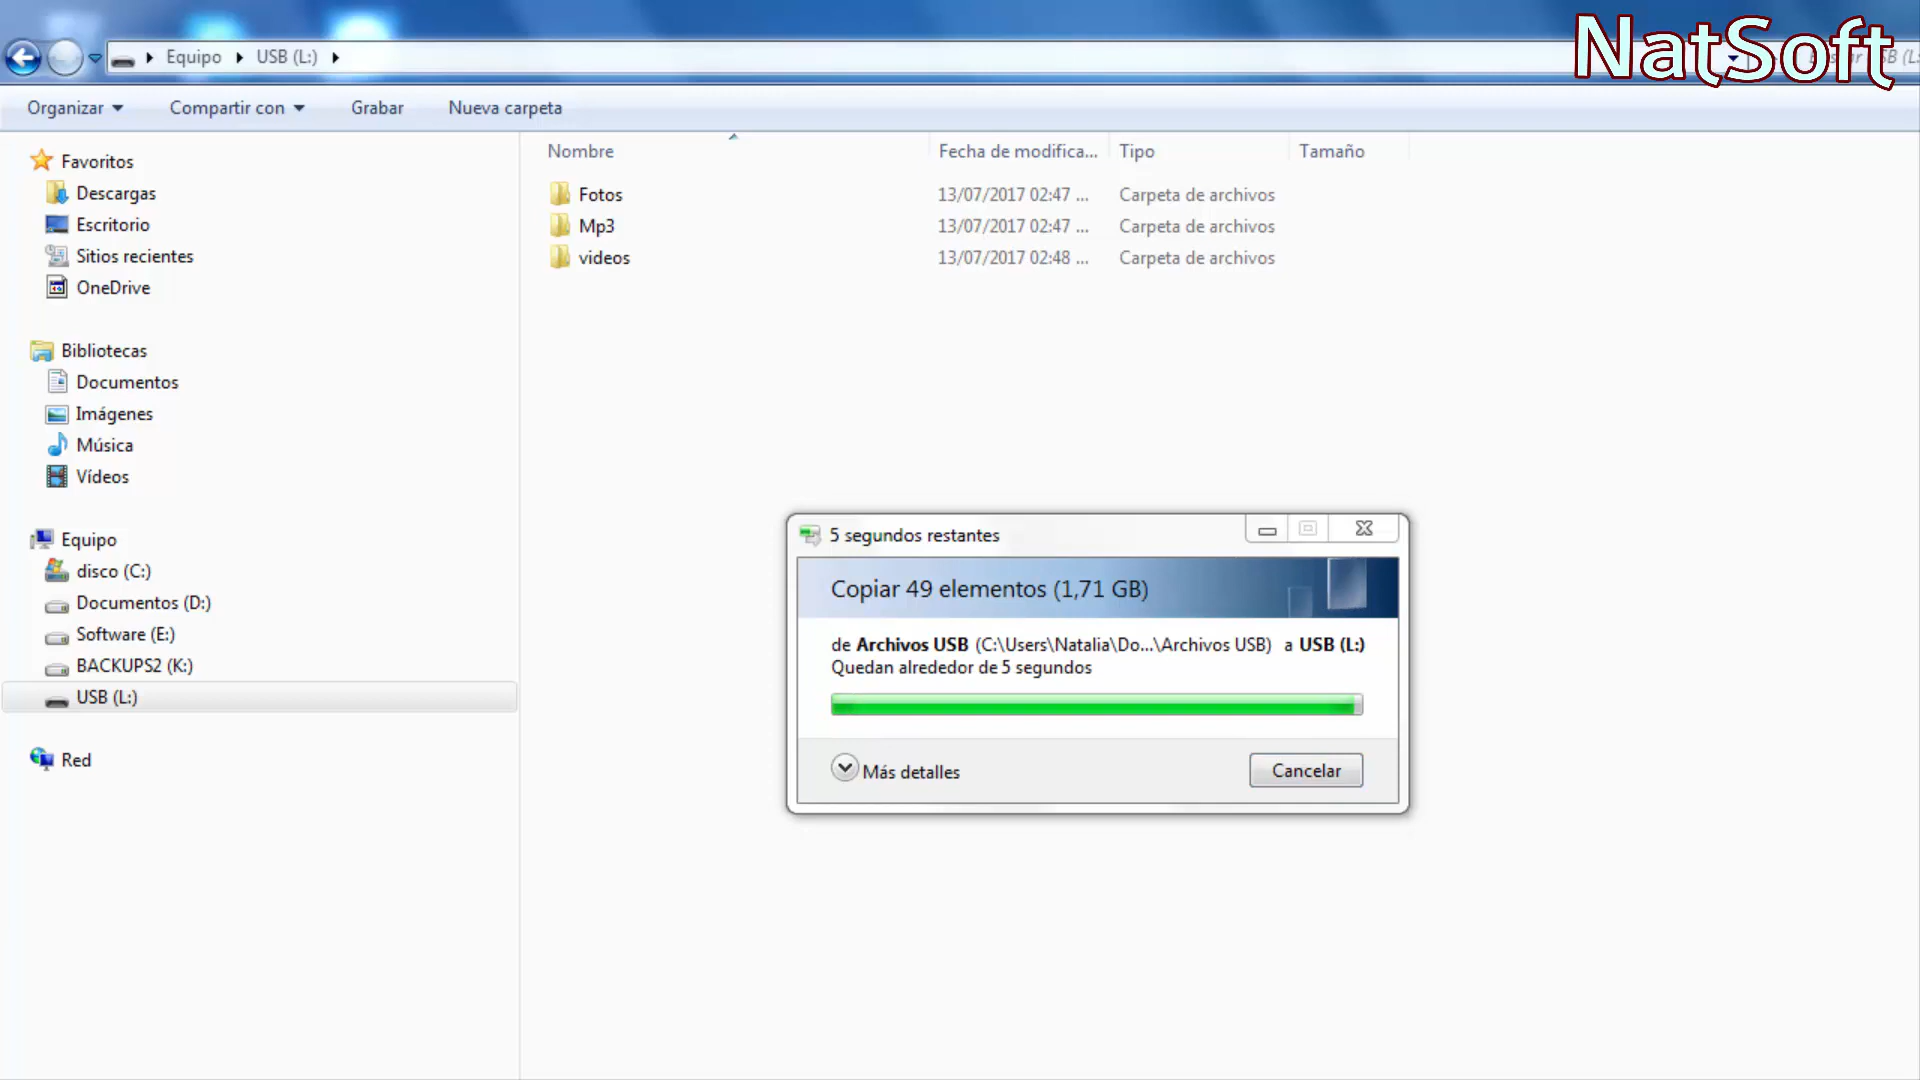 NatSoft
Equipo USB (L:)
Organizar Compartir con Grabar Nueva carpeta
Nombre Fecha de modifica... Tipo Tamaño
Favoritos
Descargas
Escritorio
Sitios recientes
OneDrive
Bibliotecas
Documentos
Imágenes
Música
Vídeos
Equipo
disco (C:)
Documentos (D:)
Software (E:)
BACKUPS2 (K:)
USB (L:)
Red
Fotos 13/07/2017 02:47 ... Carpeta de archivos
Mp3 13/07/2017 02:47 ... Carpeta de archivos
videos 13/07/2017 02:48 ... Carpeta de archivos
5 segundos restantes
Copiar 49 elementos (1,71 GB)
de Archivos USB (C:\Users\Natalia\Do...\Archivos USB) a USB (L:)
Quedan alrededor de 5 segundos
Más detalles
Cancelar